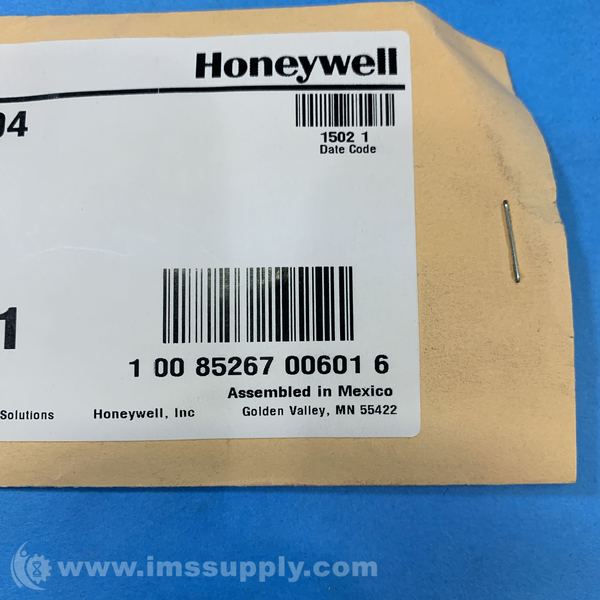 Honeywell
04
1502 1
Date Code
1
1 00 85267 00601 6
Assembled in Mexico
Solutions Honeywell, Inc Golden Valley, MN 55422
www.imssupply.com